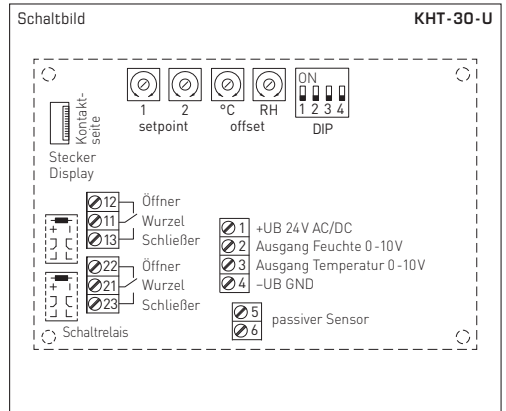 Schaltbild KHT-30-U
ON
1 2 °C RH 1 2 3 4
setpoint offset DIP
Kontakt-
seite
Stecker
Display
12 Öffner
11 Wurzel
13 Schließer
22 Öffner
21 Wurzel
23 Schließer
+ -
+ -
Schaltrelais
1 +UB 24V AC/DC
2 Ausgang Feuchte 0-10V
3 Ausgang Temperatur 0-10V
4 –UB GND
5
6
passiver Sensor